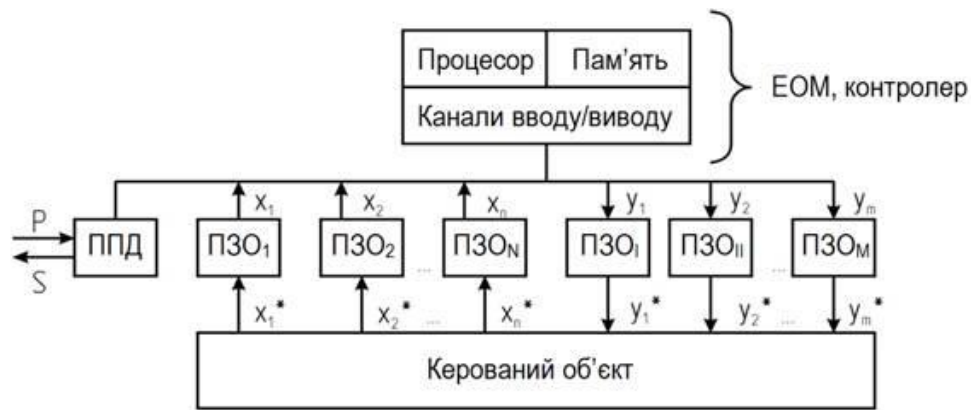 Процесор Пам’ять
Канали вводу/виводу
ЕОМ, контролер
x₁ x₂ xₙ y₁ y₂ yₘ
P
ППД ПЗО₁ ПЗО₂ ... ПЗОN ПЗОI ПЗОII ... ПЗОM
S
x₁* x₂* ... xₙ* y₁* y₂* ... yₘ*
Керований об’єкт